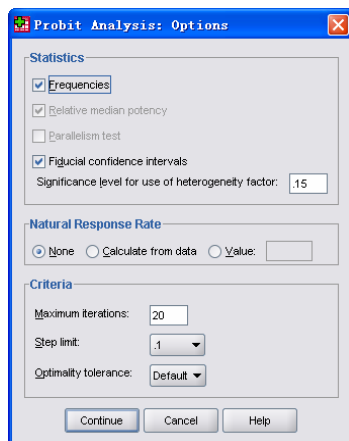 Probit Analysis: Options
Statistics
Frequencies
Relative median potency
Parallelism test
Fiducial confidence intervals
Significance level for use of heterogeneity factor: .15
Natural Response Rate
None Calculate from data Value:
Criteria
Maximum iterations: 20
Step limit: .1
Optimality tolerance: Default
Continue Cancel Help